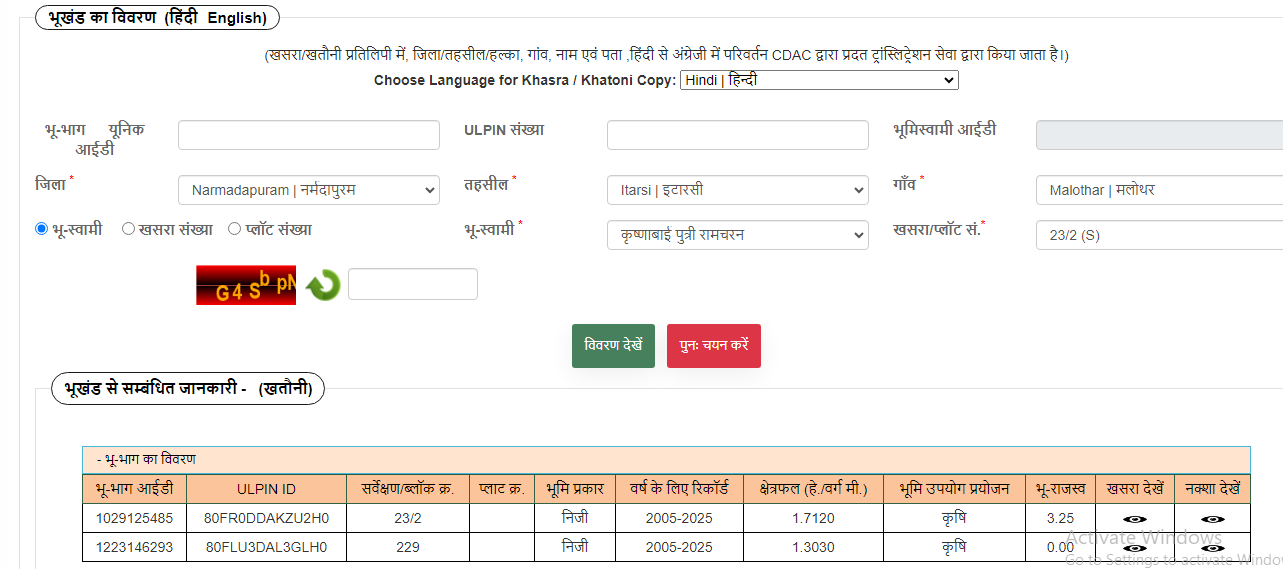 भूखंड का विवरण (हिंदी English)
(खसरा/खतौनी प्रतिलिपी में, जिला/तहसील/हल्का, गांव, नाम एवं पता ,हिंदी से अंग्रेजी में परिवर्तन CDAC द्वारा प्रदत ट्रांस्लिट्रेशन सेवा द्वारा किया जाता है।)
Choose Language for Khasra / Khatoni Copy: Hindi | हिन्दी
भू-भाग यूनिक आईडी ULPIN संख्या भूमिस्वामी आईडी
जिला * Narmadapuram | नर्मदापुरम तहसील * Itarsi | इटारसी गाँव * Malothar | मलोथर
भू-स्वामी खसरा संख्या प्लॉट संख्या भू-स्वामी * कृष्णाबाई पुत्री रामचरन खसरा/प्लॉट सं.* 23/2 (S)
G4 S b pN
विवरण देखें पुनः चयन करें
भूखंड से सम्बंधित जानकारी - (खतौनी)
- भू-भाग का विवरण
भू-भाग आईडी ULPIN ID सर्वेक्षण/ब्लॉक क्र. प्लाट क्र. भूमि प्रकार वर्ष के लिए रिकॉर्ड क्षेत्रफल (हे./वर्ग मी.) भूमि उपयोग प्रयोजन भू-राजस्व खसरा देखें नक्शा देखें
1029125485 80FR0DDAKZU2H0 23/2 निजी 2005-2025 1.7120 कृषि 3.25
1223146293 80FLU3DAL3GLH0 229 निजी 2005-2025 1.3030 कृषि 0.00
Activate Windows
Go to Settings to activate Windo